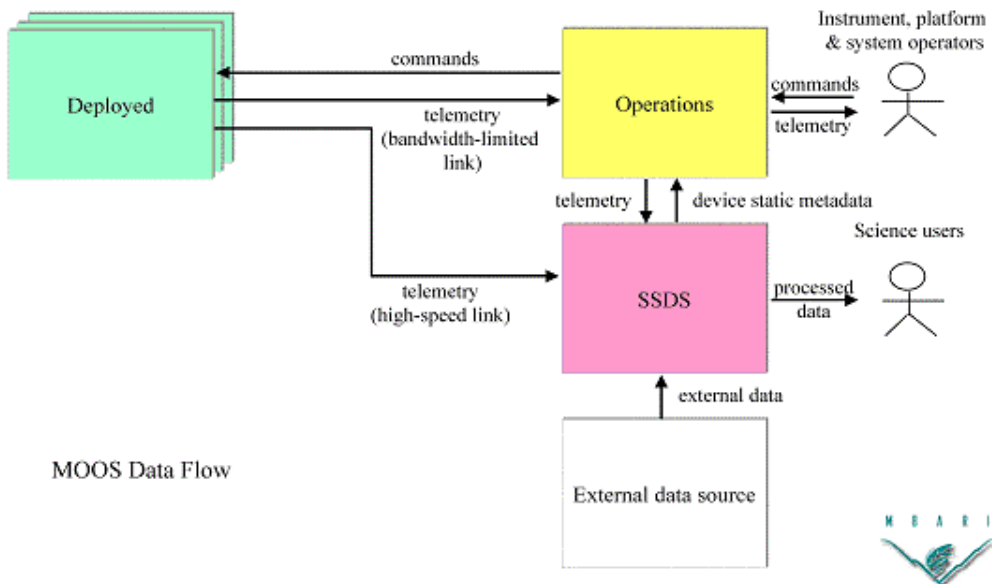 Instrument, platform
& system operators
commands
Deployed
Operations
commands
telemetry
telemetry
(bandwidth-limited
link)
telemetry
device static metadata
Science users
SSDS
processed
data
telemetry
(high-speed link)
external data
MOOS Data Flow
External data source
M B A R I